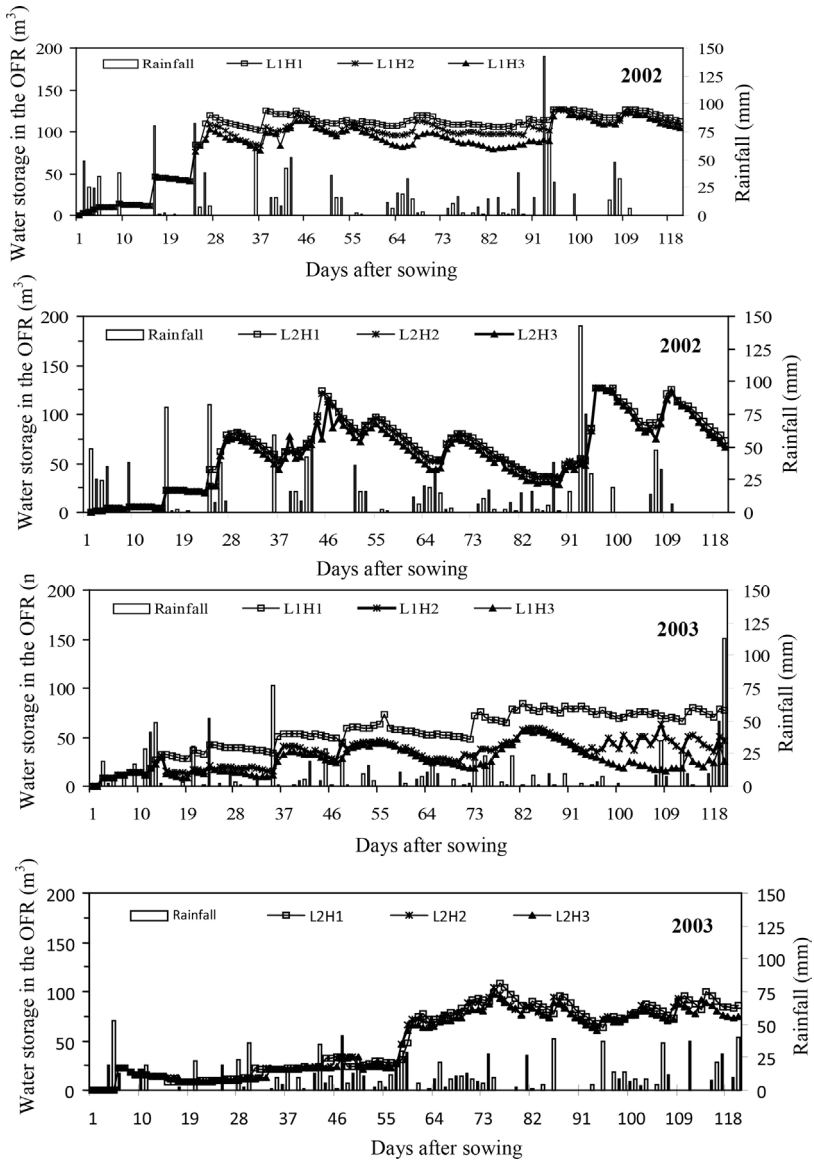 Water storage in the OFR (m³)
200
150
100
50
0
Rainfall
L1H1
L1H2
L1H3
2002
150
125
100
75
50
25
0
Rainfall (mm)
1 10 19 28 37 46 55 64 73 82 91 100 109 118
Days after sowing
Water storage in the OFR (m³)
200
150
100
50
0
Rainfall
L2H1
L2H2
L2H3
2002
150
125
100
75
50
25
0
Rainfall (mm)
1 10 19 28 37 46 55 64 73 82 91 100 109 118
Days after sowing
Water storage in the OFR (n
200
150
100
50
0
Rainfall
L1H1
L1H2
L1H3
2003
150
125
100
75
50
25
0
Rainfall (mm)
1 10 19 28 37 46 55 64 73 82 91 100 109 118
Days after sowing
Water storage in the OFR (m³)
200
150
100
50
0
Rainfall
L2H1
L2H2
L2H3
2003
150
125
100
75
50
25
0
Rainfall (mm)
1 10 19 28 37 46 55 64 73 82 91 100 109 118
Days after sowing